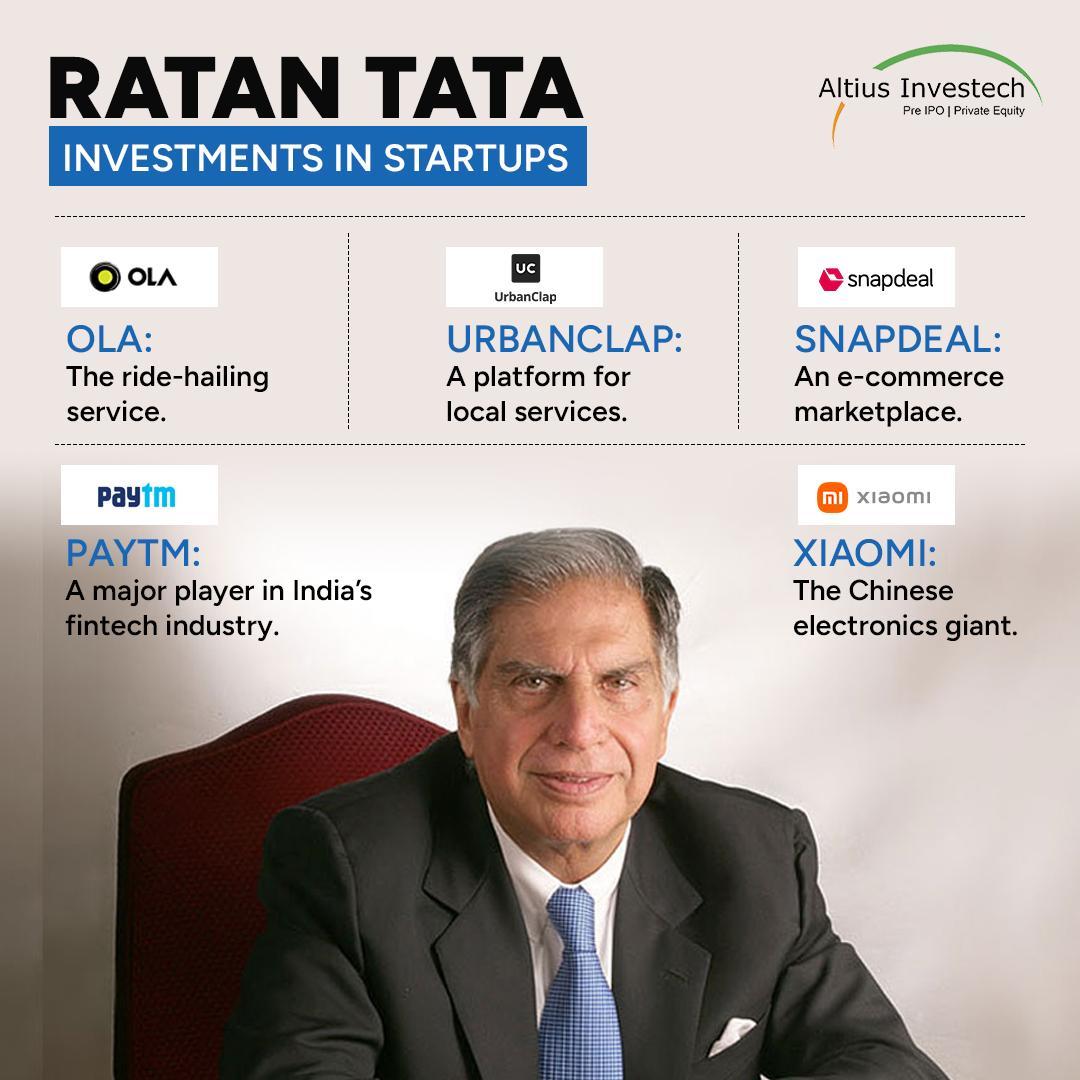 RATAN TATA
INVESTMENTS IN STARTUPS
Altius Investech
Pre IPO | Private Equity
OLA
OLA:
The ride-hailing
service.
UC
UrbanClap
URBANCLAP:
A platform for
local services.
snapdeal
SNAPDEAL:
An e-commerce
marketplace.
paytm
PAYTM:
A major player in India’s
fintech industry.
mi xiaomi
XIAOMI:
The Chinese
electronics giant.